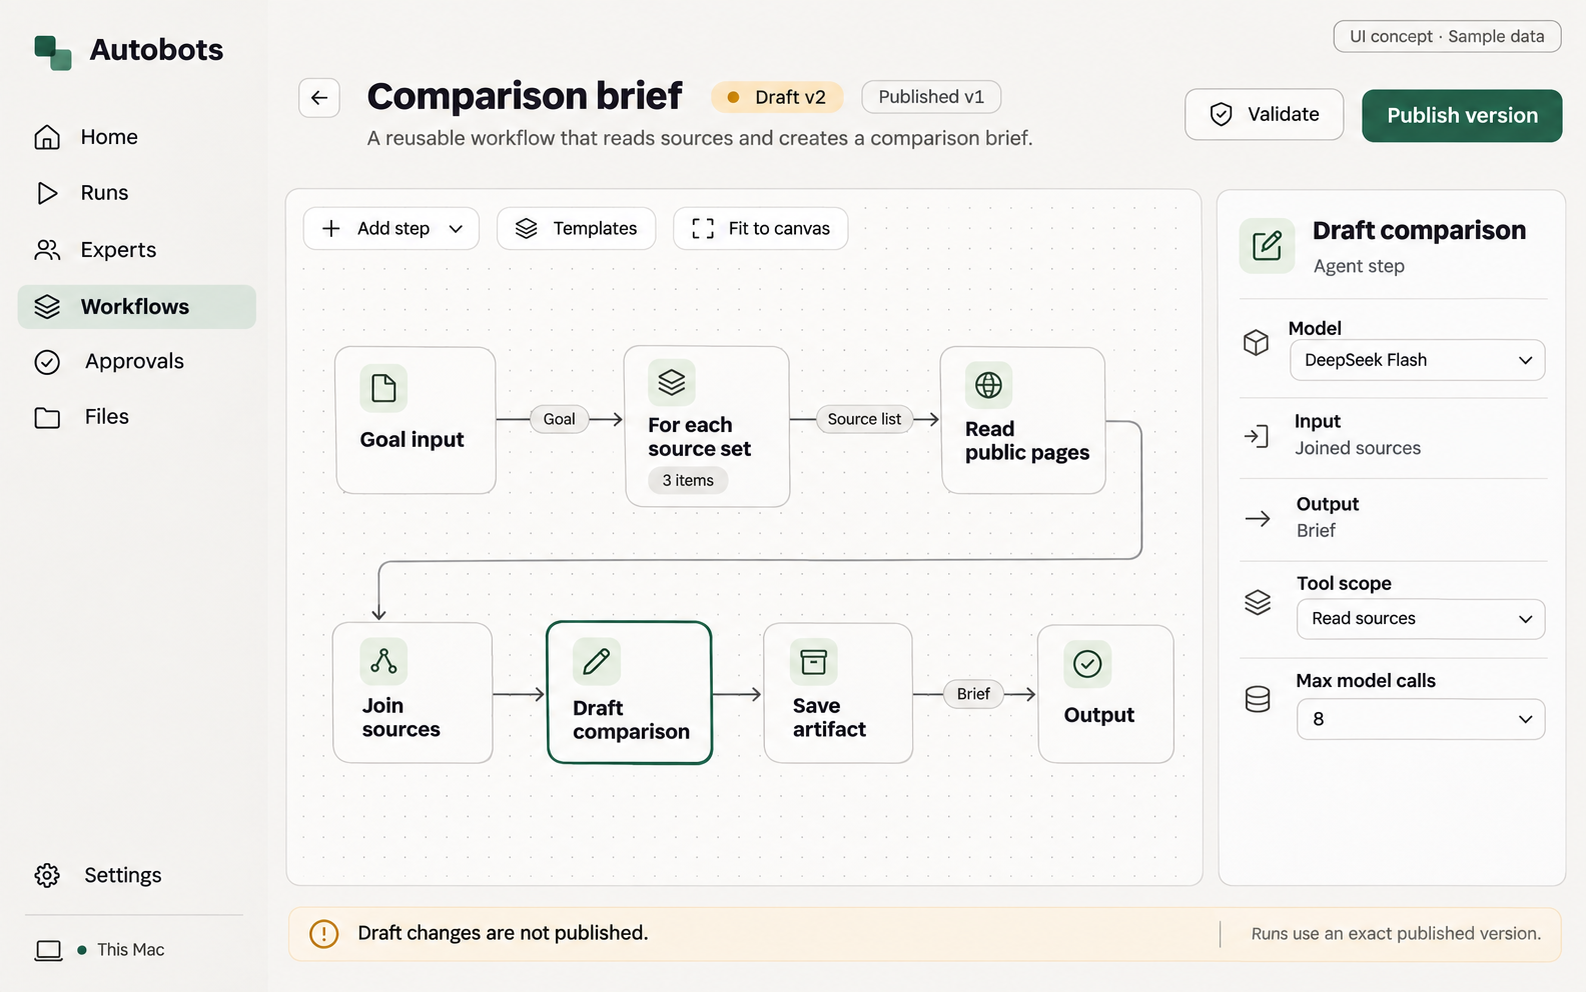 Autobots
Home
Runs
Experts
Workflows
Approvals
Files
Settings
This Mac
UI concept · Sample data
Comparison brief
Draft v2
Published v1
A reusable workflow that reads sources and creates a comparison brief.
Validate
Publish version
Add step
Templates
Fit to canvas
Goal input
Goal
For each
source set
3 items
Source list
Read
public pages
Join
sources
Draft
comparison
Save
artifact
Brief
Output
Draft comparison
Agent step
Model
DeepSeek Flash
Input
Joined sources
Output
Brief
Tool scope
Read sources
Max model calls
8
Draft changes are not published.
Runs use an exact published version.